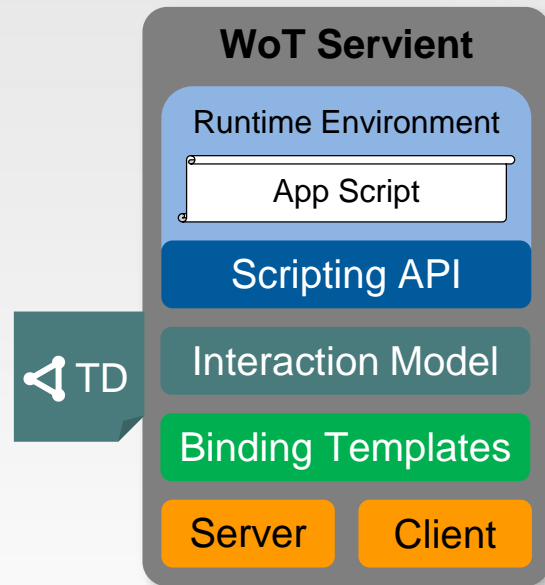 WoT Servient
Runtime Environment
App Script
Scripting API
TD
Interaction Model
Binding Templates
Server
Client